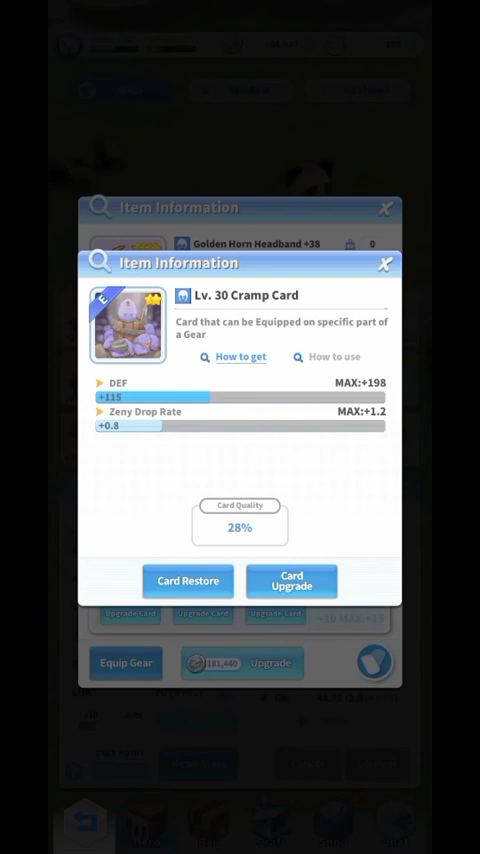 Item Information
Golden Horn Headband +38
0
Item Information
E
Lv. 30 Cramp Card
Card that can be Equipped on specific part of
a Gear
How to get
How to use
DEF
MAX:+198
+115
Zeny Drop Rate
MAX:+1.2
+0.8
Card Quality
28%
Card Restore
Card
Upgrade
Upgrade Card
Upgrade Card
Upgrade Card
+10 MAX:+19
Equip Gear
181,440
Upgrade